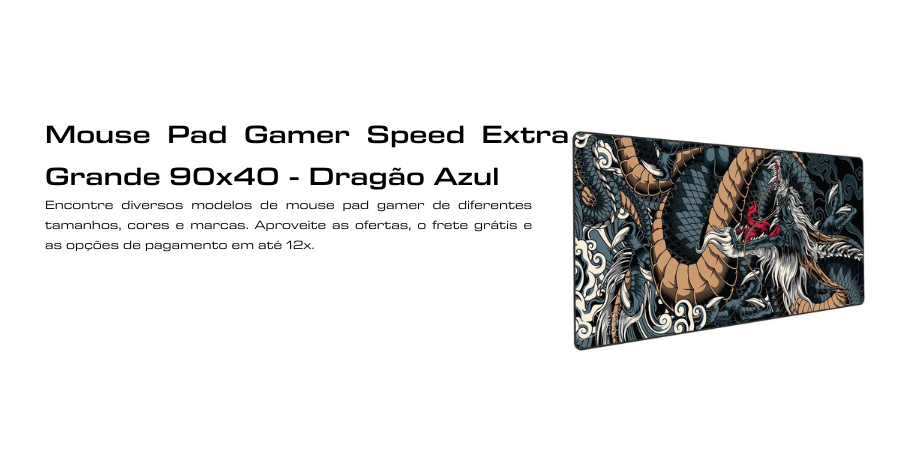 Mouse Pad Gamer Speed Extra
Grande 90x40 - Dragão Azul
Encontre diversos modelos de mouse pad gamer de diferentes
tamanhos, cores e marcas. Aproveite as ofertas, o frete grátis e
as opções de pagamento em até 12x.